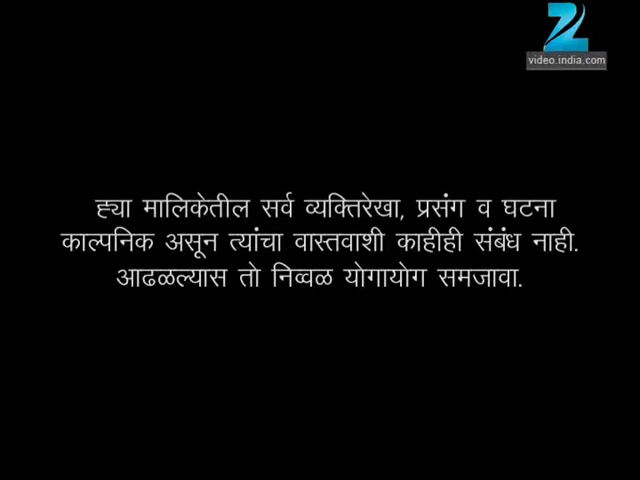 Z
video.india.com
ह्या मालिकेतील सर्व व्यक्तिरेखा, प्रसंग व घटना
काल्पनिक असून त्यांचा वास्तवाशी काहीही संबंध नाही.
आढळल्यास तो निव्वळ योगायोग समजावा.